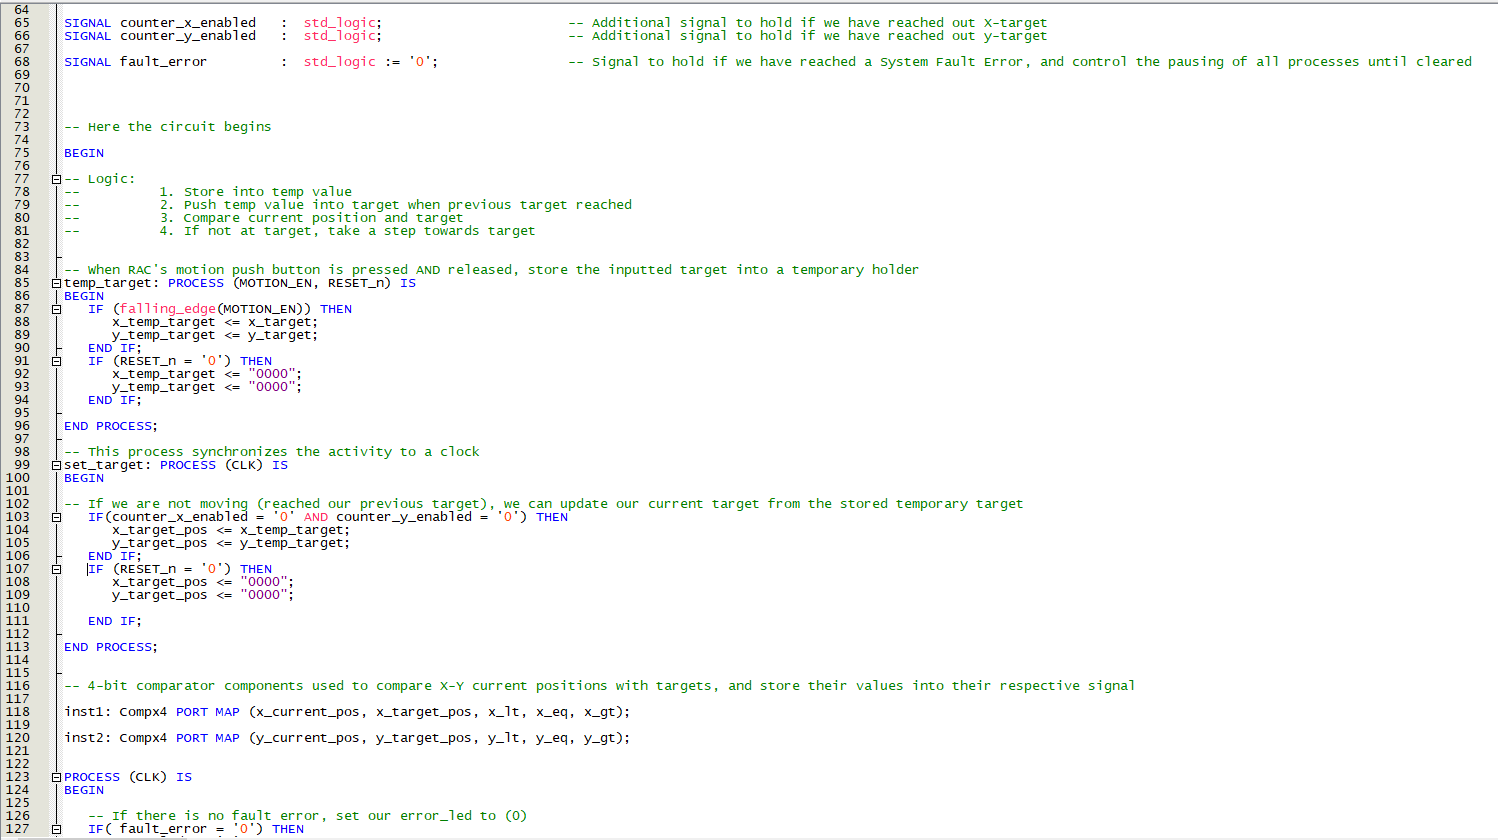 64
65 SIGNAL counter_x_enabled : std_logic; -- Additional signal to hold if we have reached out X-target
66 SIGNAL counter_y_enabled : std_logic; -- Additional signal to hold if we have reached out y-target
67
68 SIGNAL fault_error : std_logic := '0'; -- Signal to hold if we have reached a System Fault Error, and control the pausing of all processes until cleared
69
70
71
72
73 -- Here the circuit begins
74
75 BEGIN
76
77 -- Logic:
78 -- 1. Store into temp value
79 -- 2. Push temp value into target when previous target reached
80 -- 3. Compare current position and target
81 -- 4. If not at target, take a step towards target
82
83
84 -- When RAC's motion push button is pressed AND released, store the inputted target into a temporary holder
85 temp_target: PROCESS (MOTION_EN, RESET_n) IS
86 BEGIN
87 IF (falling_edge(MOTION_EN)) THEN
88 x_temp_target <= x_target;
89 y_temp_target <= y_target;
90 END IF;
91 IF (RESET_n = '0') THEN
92 x_temp_target <= "0000";
93 y_temp_target <= "0000";
94 END IF;
95
96 END PROCESS;
97
98 -- This process synchronizes the activity to a clock
99 set_target: PROCESS (CLK) IS
100 BEGIN
101
102 -- If we are not moving (reached our previous target), we can update our current target from the stored temporary target
103 IF(counter_x_enabled = '0' AND counter_y_enabled = '0') THEN
104 x_target_pos <= x_temp_target;
105 y_target_pos <= y_temp_target;
106 END IF;
107 IF (RESET_n = '0') THEN
108 x_target_pos <= "0000";
109 y_target_pos <= "0000";
110
111 END IF;
112
113 END PROCESS;
114
115
116 -- 4-bit comparator components used to compare X-Y current positions with targets, and store their values into their respective signal
117
118 inst1: Compx4 PORT MAP (x_current_pos, x_target_pos, x_lt, x_eq, x_gt);
119
120 inst2: Compx4 PORT MAP (y_current_pos, y_target_pos, y_lt, y_eq, y_gt);
121
122
123 PROCESS (CLK) IS
124 BEGIN
125
126 -- If there is no fault error, set our error_led to (0)
127 IF( fault_error = '0') THEN